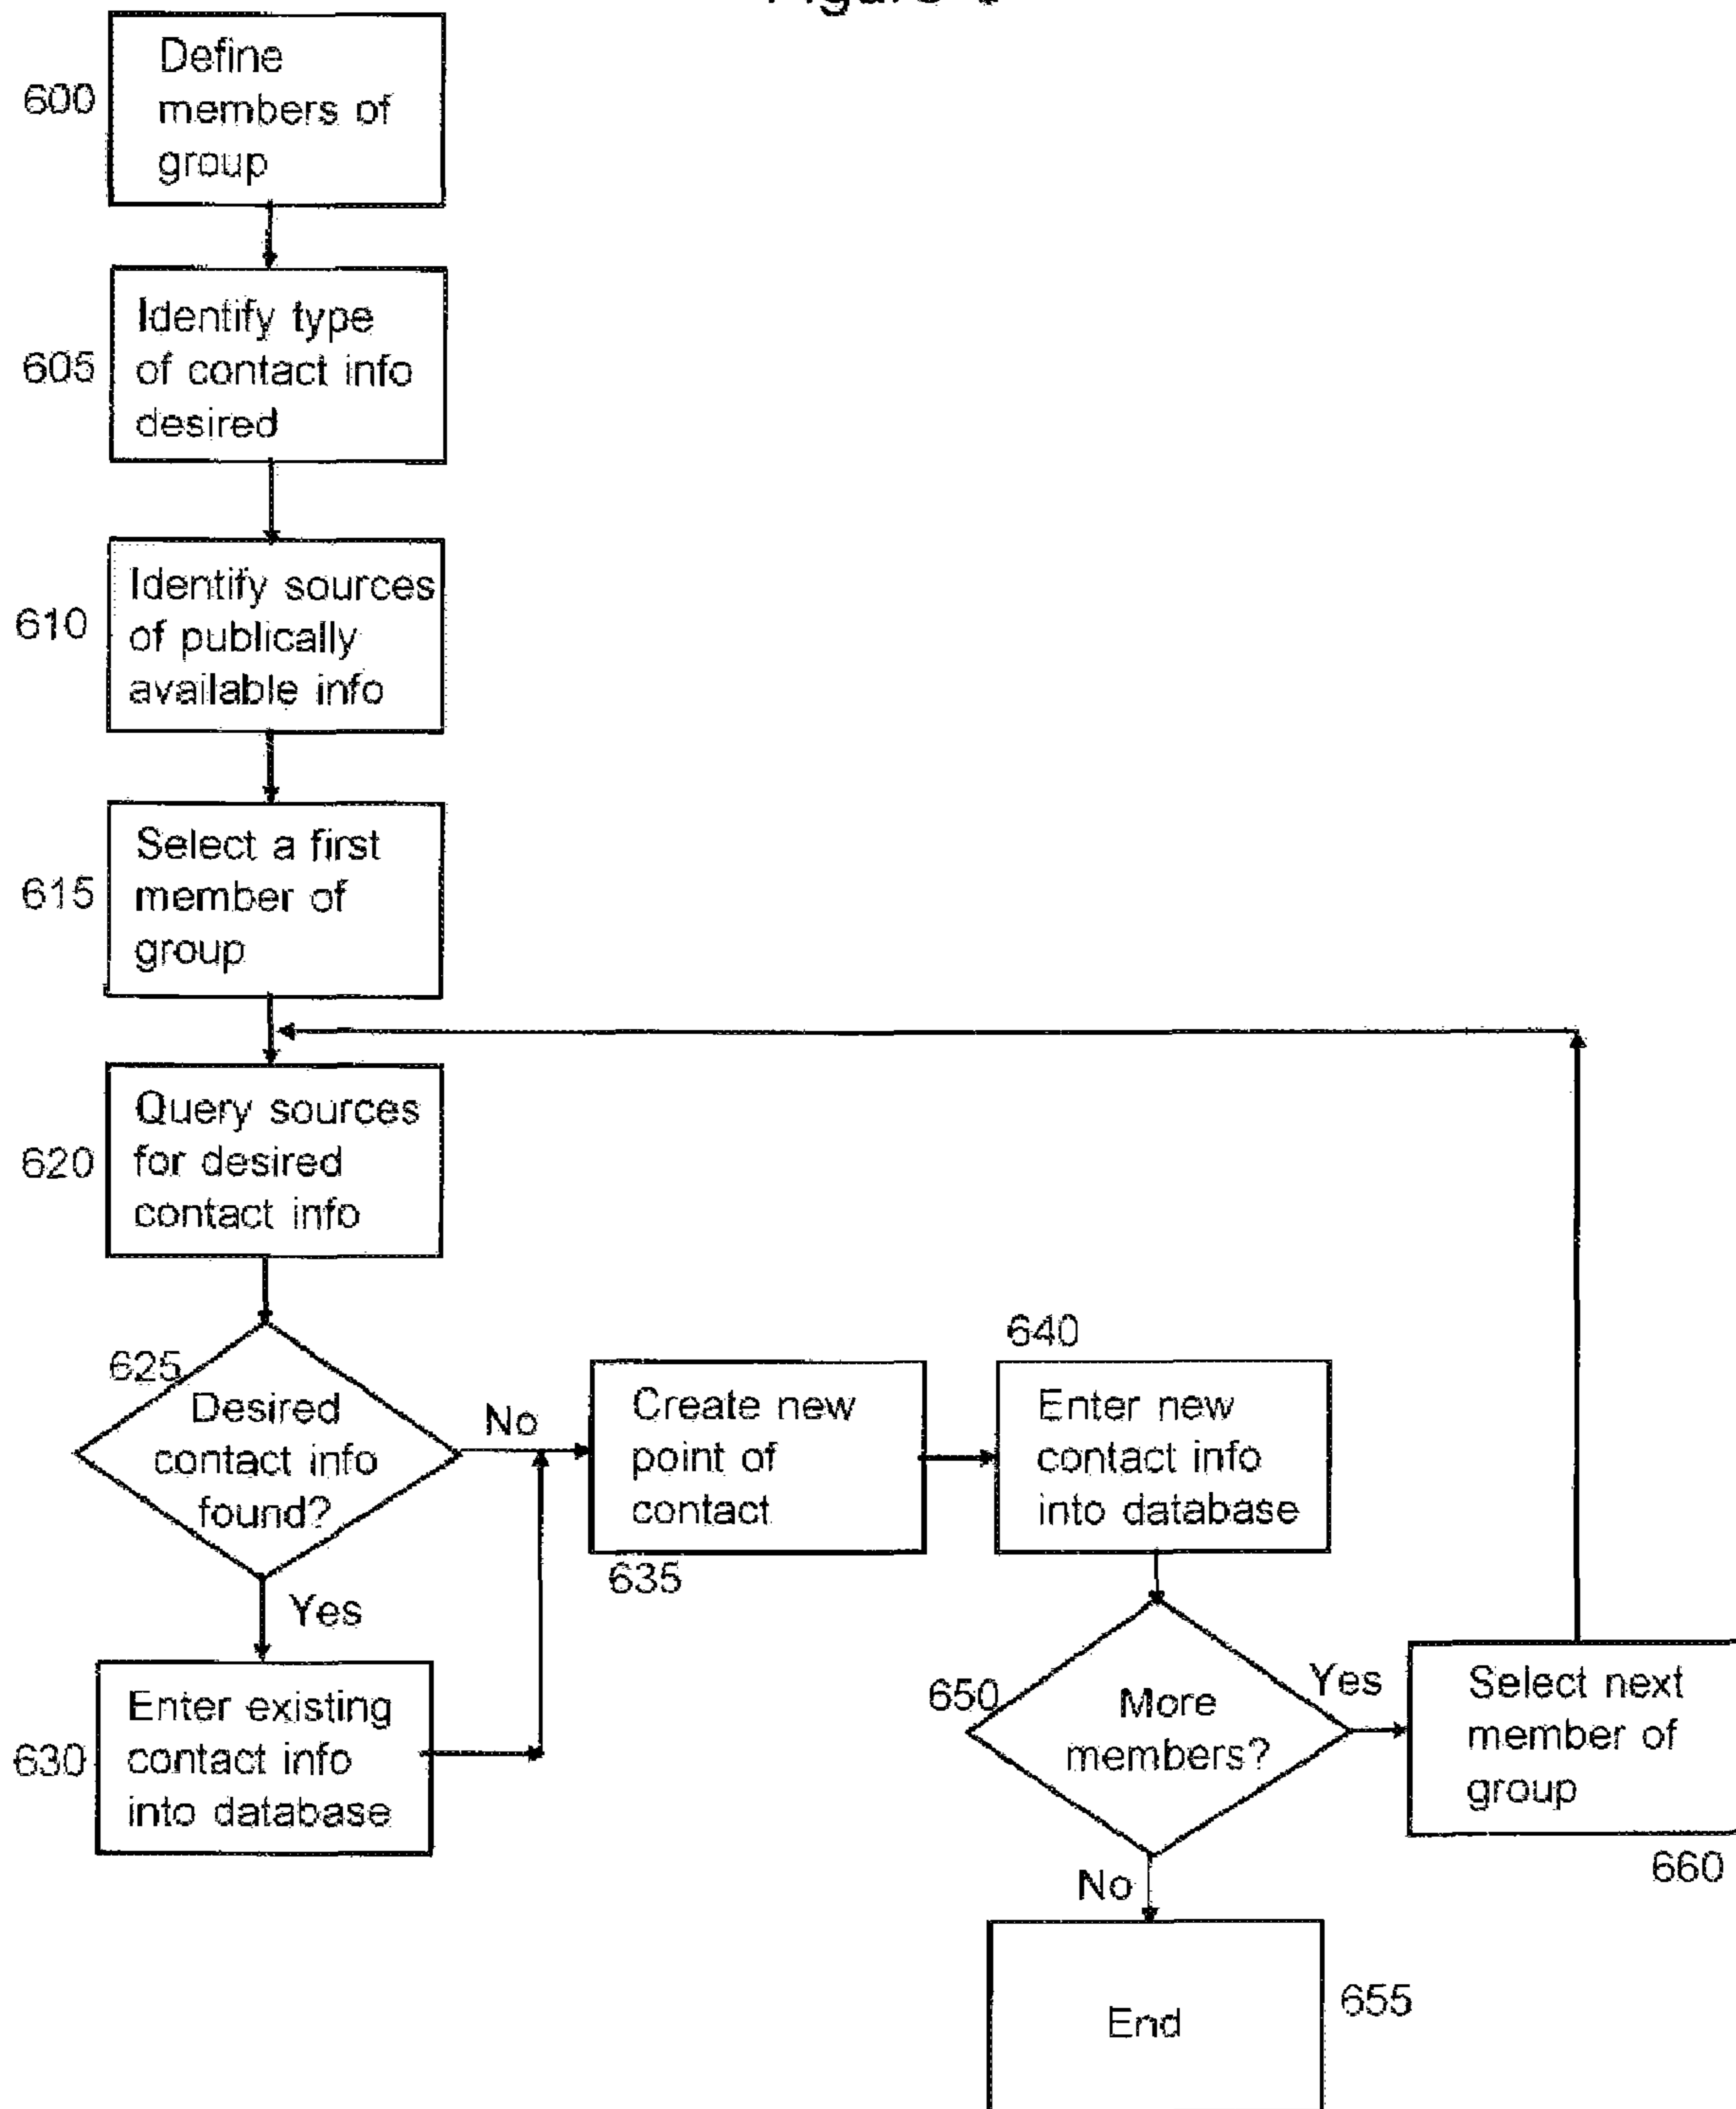 600
Define
members of
group
605
Identify type
of contact info
desired
610
Identify sources
of publically
available info
615
Select a first
member of
group
620
Query sources
for desired
contact info
625
Desired
contact info
found?
No
Yes
630
Enter existing
contact info
into database
Create new
point of
contact
635
640
Enter new
contact info
into database
650
More
members?
Yes
No
Select next
member of
group
660
End
655